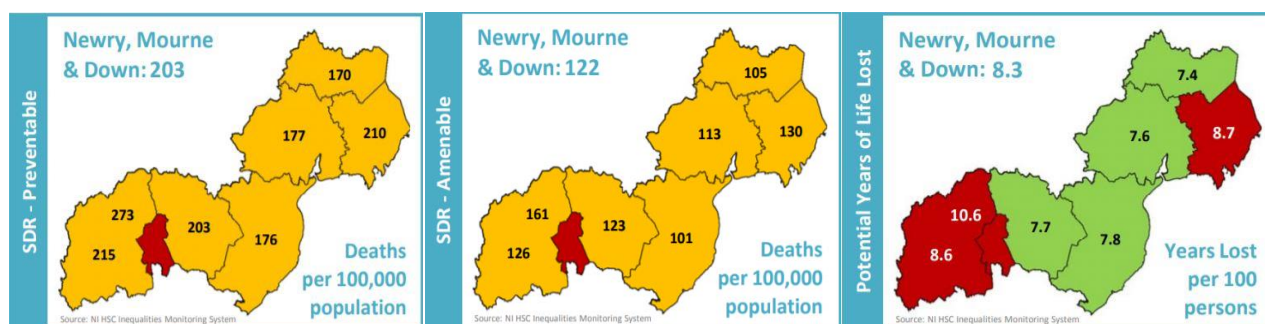 SDR - Preventable
Newry, Mourne
& Down: 203
170
177
210
273
203
176
215
Deaths
per 100,000
population
Source: NI HSC Inequalities Monitoring System
SDR - Amenable
Newry, Mourne
& Down: 122
105
113
130
161
123
101
126
Deaths
per 100,000
population
Source: NI HSC Inequalities Monitoring System
Potential Years of Life Lost
Newry, Mourne
& Down: 8.3
7.4
7.6
8.7
10.6
7.7
7.8
8.6
Years Lost
per 100
persons
Source: NI HSC Inequalities Monitoring System